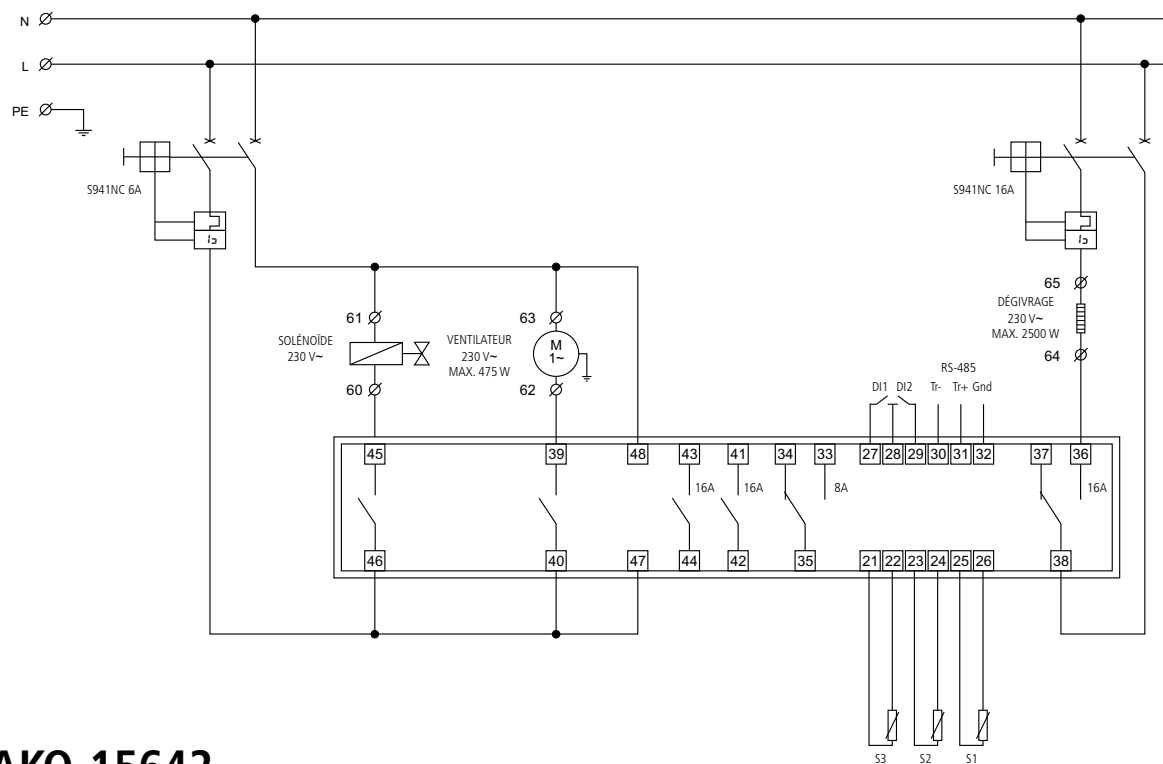 N
L
PE
S941NC 6A
S941NC 16A
65
DÉGIVRAGE
230 V~
MAX. 2500 W
64
61
SOLÉNOÏDE
230 V~
60
63
VENTILATEUR
230 V~
MAX. 475 W
M
1~
62
RS-485
DI1 DI2 Tr- Tr+ Gnd
45 39 48 43 41 34 33 27 28 29 30 31 32 37 36
16A 16A 8A 16A
46 40 47 44 42 35 21 22 23 24 25 26 38
S3 S2 S1
AKO-15642